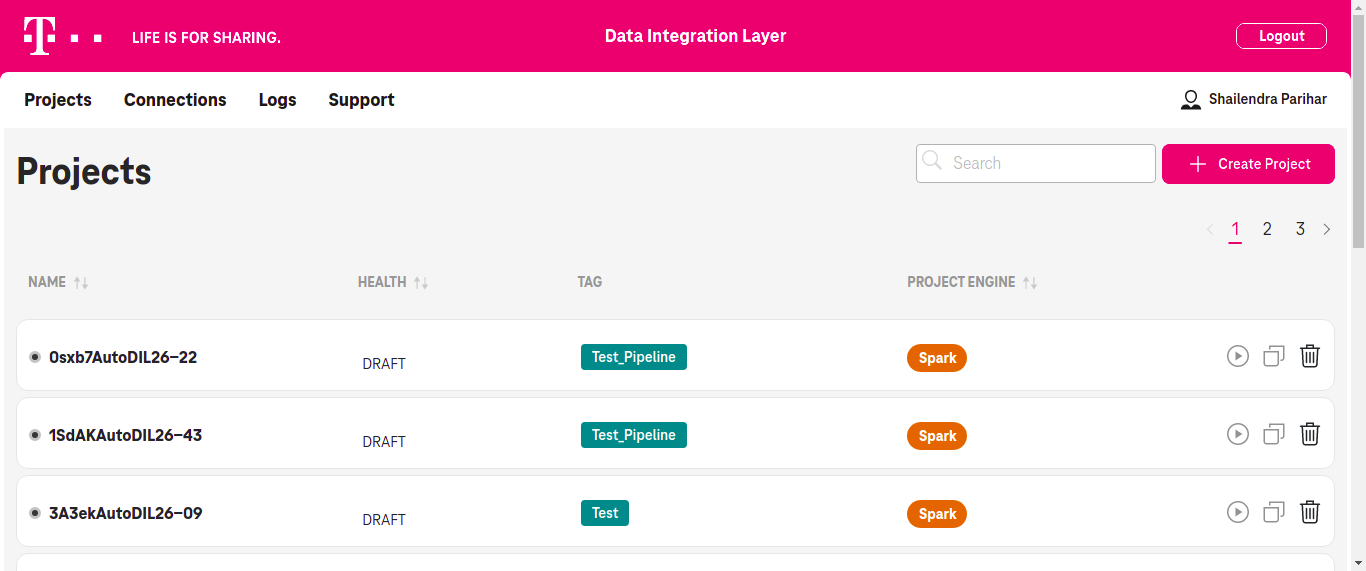 T LIFE IS FOR SHARING. Data Integration Layer Logout
Projects Connections Logs Support Shailendra Parihar
Projects Search Create Project
1 2 3
NAME HEALTH TAG PROJECT ENGINE
0sxb7AutoDIL26-22 DRAFT Test_Pipeline Spark
1SdAKAutoDIL26-43 DRAFT Test_Pipeline Spark
3A3ekAutoDIL26-09 DRAFT Test Spark